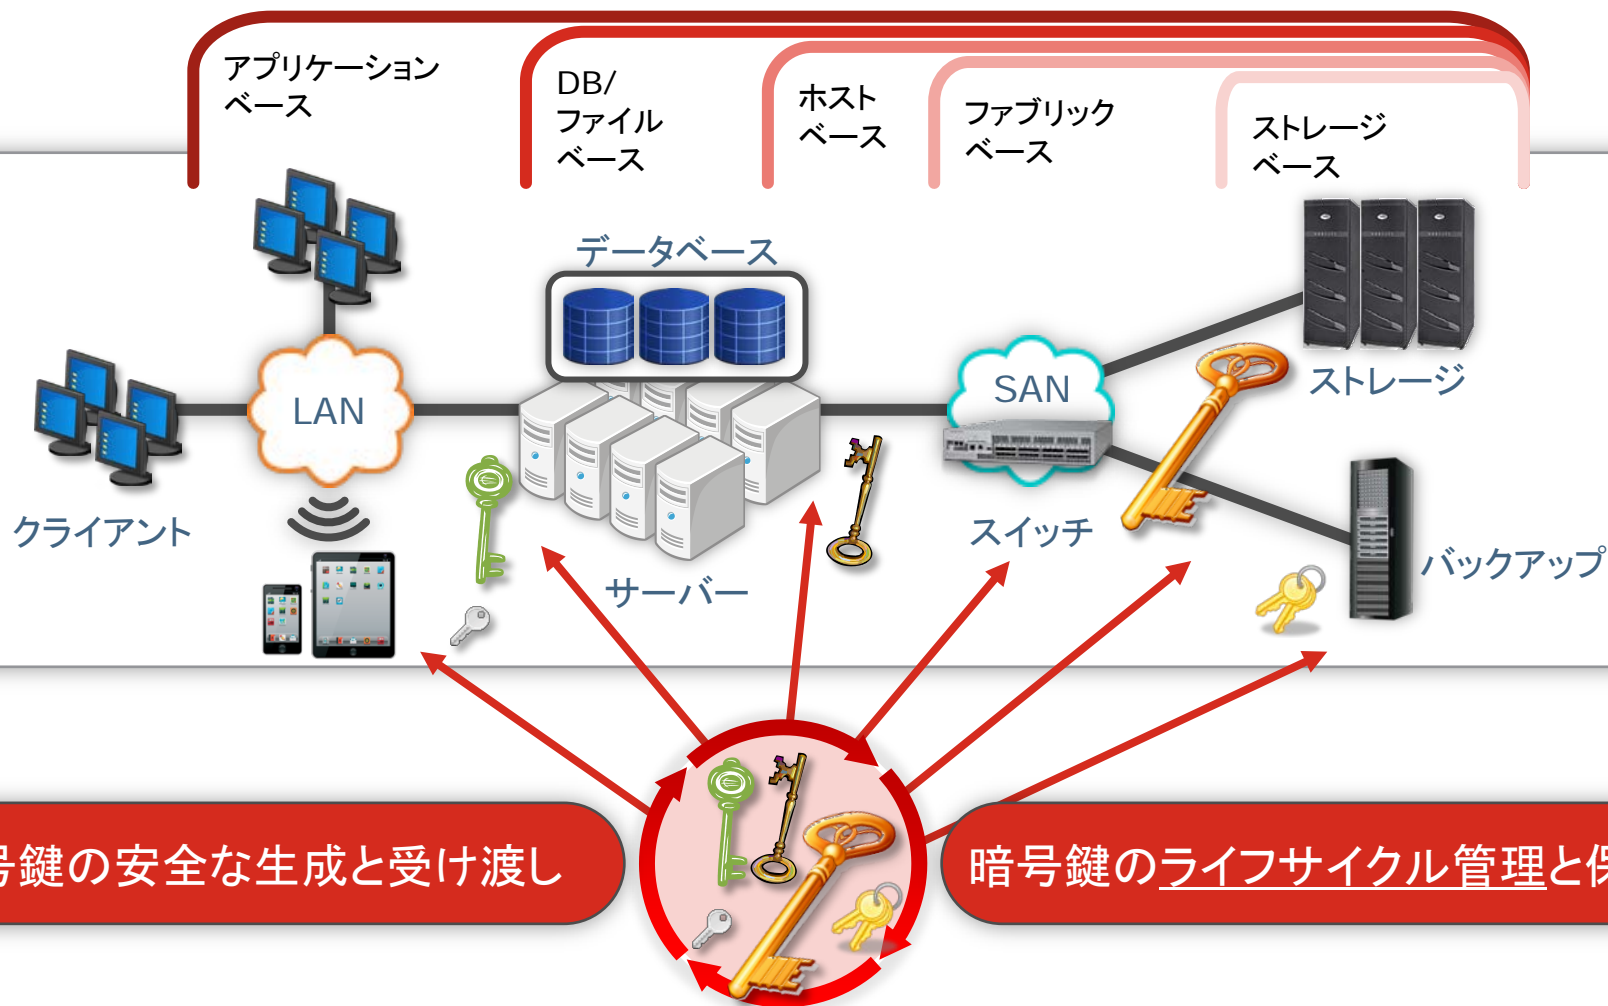 アプリケーション
ベース
DB/
ファイル
ベース
ホスト
ベース
ファブリック
ベース
ストレージ
ベース
データベース
LAN
SAN
ストレージ
クライアント
サーバー
スイッチ
バックアップ
号鍵の安全な生成と受け渡し
暗号鍵のライフサイクル管理と保